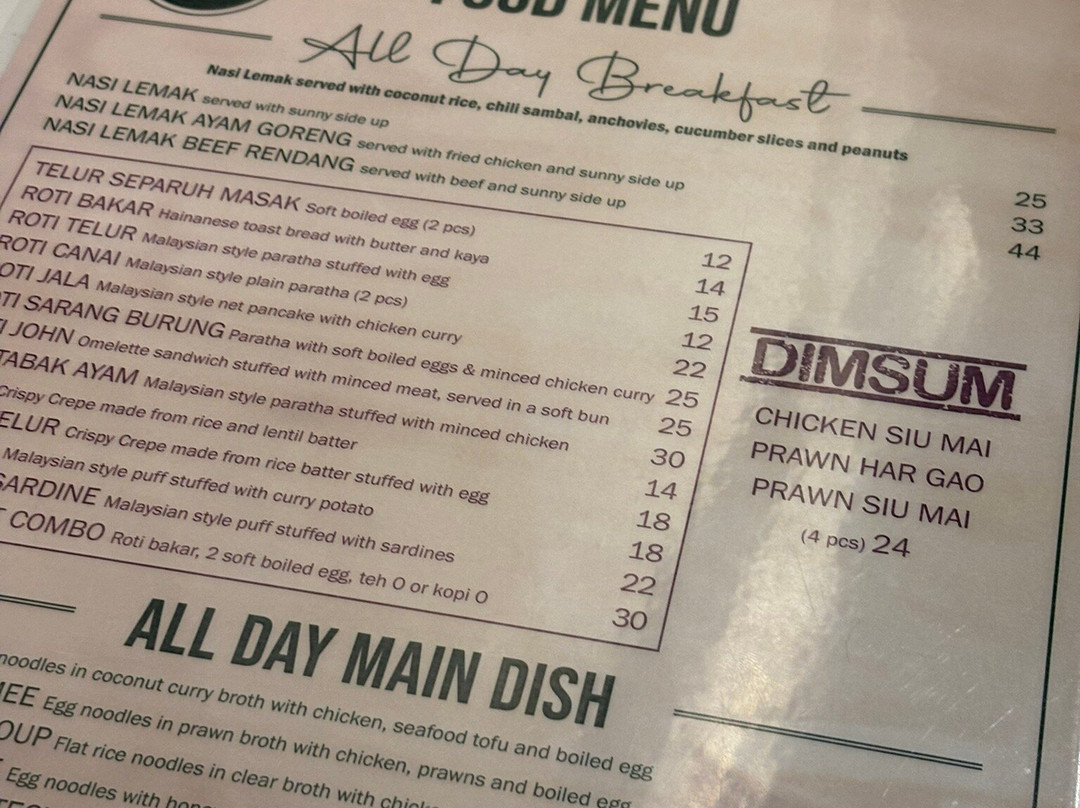 FOOD MENU
All Day Breakfast
Nasi Lemak served with coconut rice, chili sambal, anchovies, cucumber slices and peanuts
NASI LEMAK served with sunny side up 25
NASI LEMAK AYAM GORENG served with fried chicken and sunny side up 33
NASI LEMAK BEEF RENDANG served with beef and sunny side up 44
TELUR SEPARUH MASAK Soft boiled egg (2 pcs) 12
ROTI BAKAR Hainanese toast bread with butter and kaya 14
ROTI TELUR Malaysian style paratha stuffed with egg 15
ROTI CANAI Malaysian style plain paratha (2 pcs) 12
OTI JALA Malaysian style net pancake with chicken curry 22
TI SARANG BURUNG Paratha with soft boiled eggs & minced chicken curry 25
I JOHN Omelette sandwich stuffed with minced meat, served in a soft bun 25
TABAK AYAM Malaysian style paratha stuffed with minced chicken 30
Crispy Crepe made from rice and lentil batter 14
ELUR Crispy Crepe made from rice batter stuffed with egg 18
Malaysian style puff stuffed with curry potato 18
SARDINE Malaysian style puff stuffed with sardines 22
COMBO Roti bakar, 2 soft boiled egg, teh O or kopi O 30
DIMSUM
CHICKEN SIU MAI
PRAWN HAR GAO
PRAWN SIU MAI
(4 pcs) 24
ALL DAY MAIN DISH
noodles in coconut curry broth with chicken, seafood tofu and boiled egg
MEE Egg noodles in prawn broth with chicken, prawns and boiled egg
OUP Flat rice noodles in clear broth with
Egg noodles with